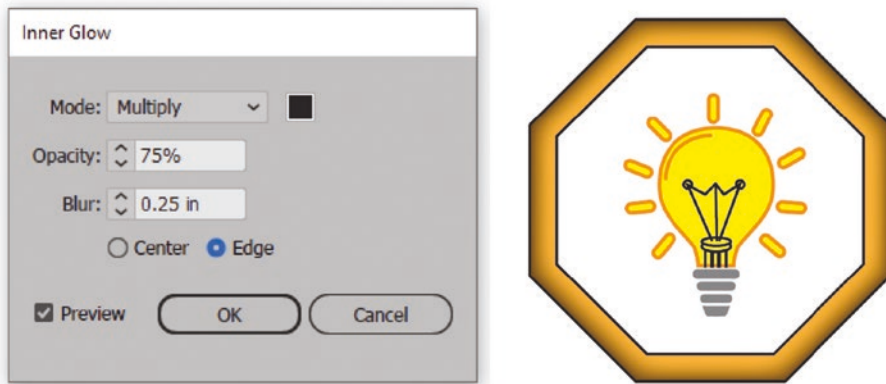 Inner Glow
Mode: Multiply
Opacity: 75%
Blur: 0.25 in
Center Edge
Preview OK Cancel